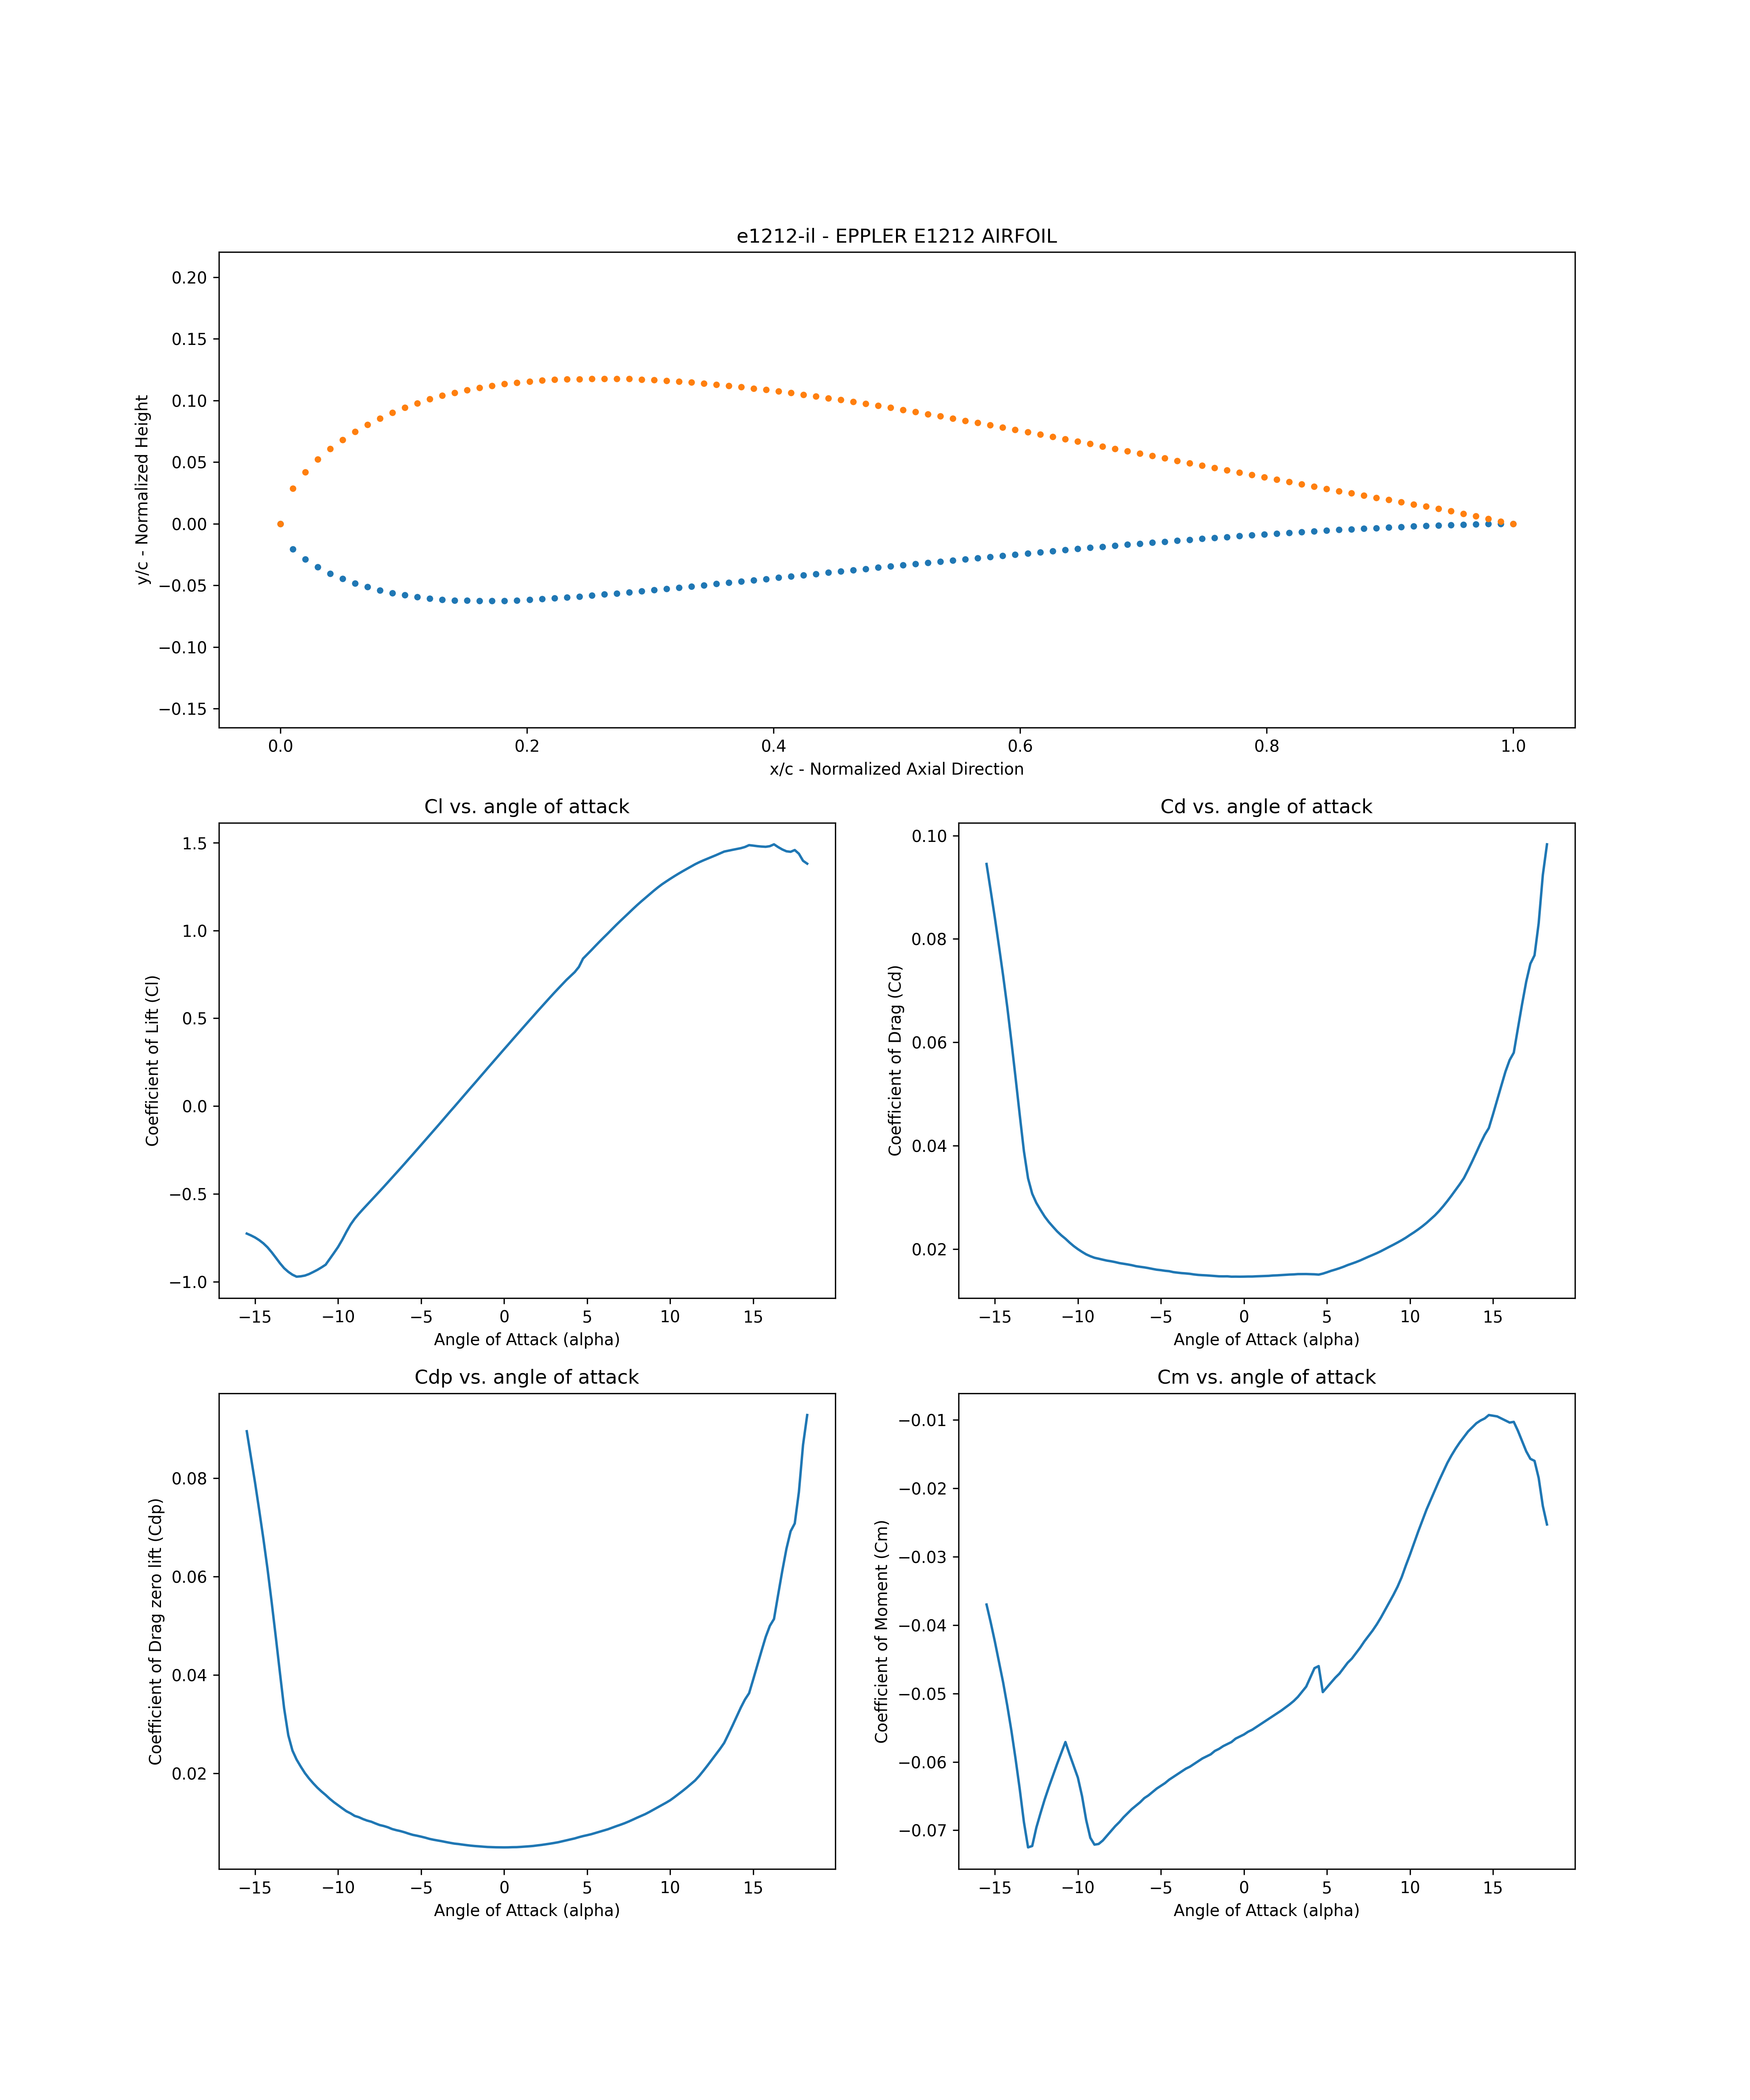 e1212-il - EPPLER E1212 AIRFOIL
y/c - Normalized Height
0.20
0.15
0.10
0.05
0.00
−0.05
−0.10
−0.15
0.0 0.2 0.4 0.6 0.8 1.0
x/c - Normalized Axial Direction
Cl vs. angle of attack
Coefficient of Lift (Cl)
1.5
1.0
0.5
0.0
−0.5
−1.0
−15 −10 −5 0 5 10 15
Angle of Attack (alpha)
Cd vs. angle of attack
Coefficient of Drag (Cd)
0.10
0.08
0.06
0.04
0.02
−15 −10 −5 0 5 10 15
Angle of Attack (alpha)
Cdp vs. angle of attack
Coefficient of Drag zero lift (Cdp)
0.08
0.06
0.04
0.02
−15 −10 −5 0 5 10 15
Angle of Attack (alpha)
Cm vs. angle of attack
Coefficient of Moment (Cm)
−0.01
−0.02
−0.03
−0.04
−0.05
−0.06
−0.07
−15 −10 −5 0 5 10 15
Angle of Attack (alpha)